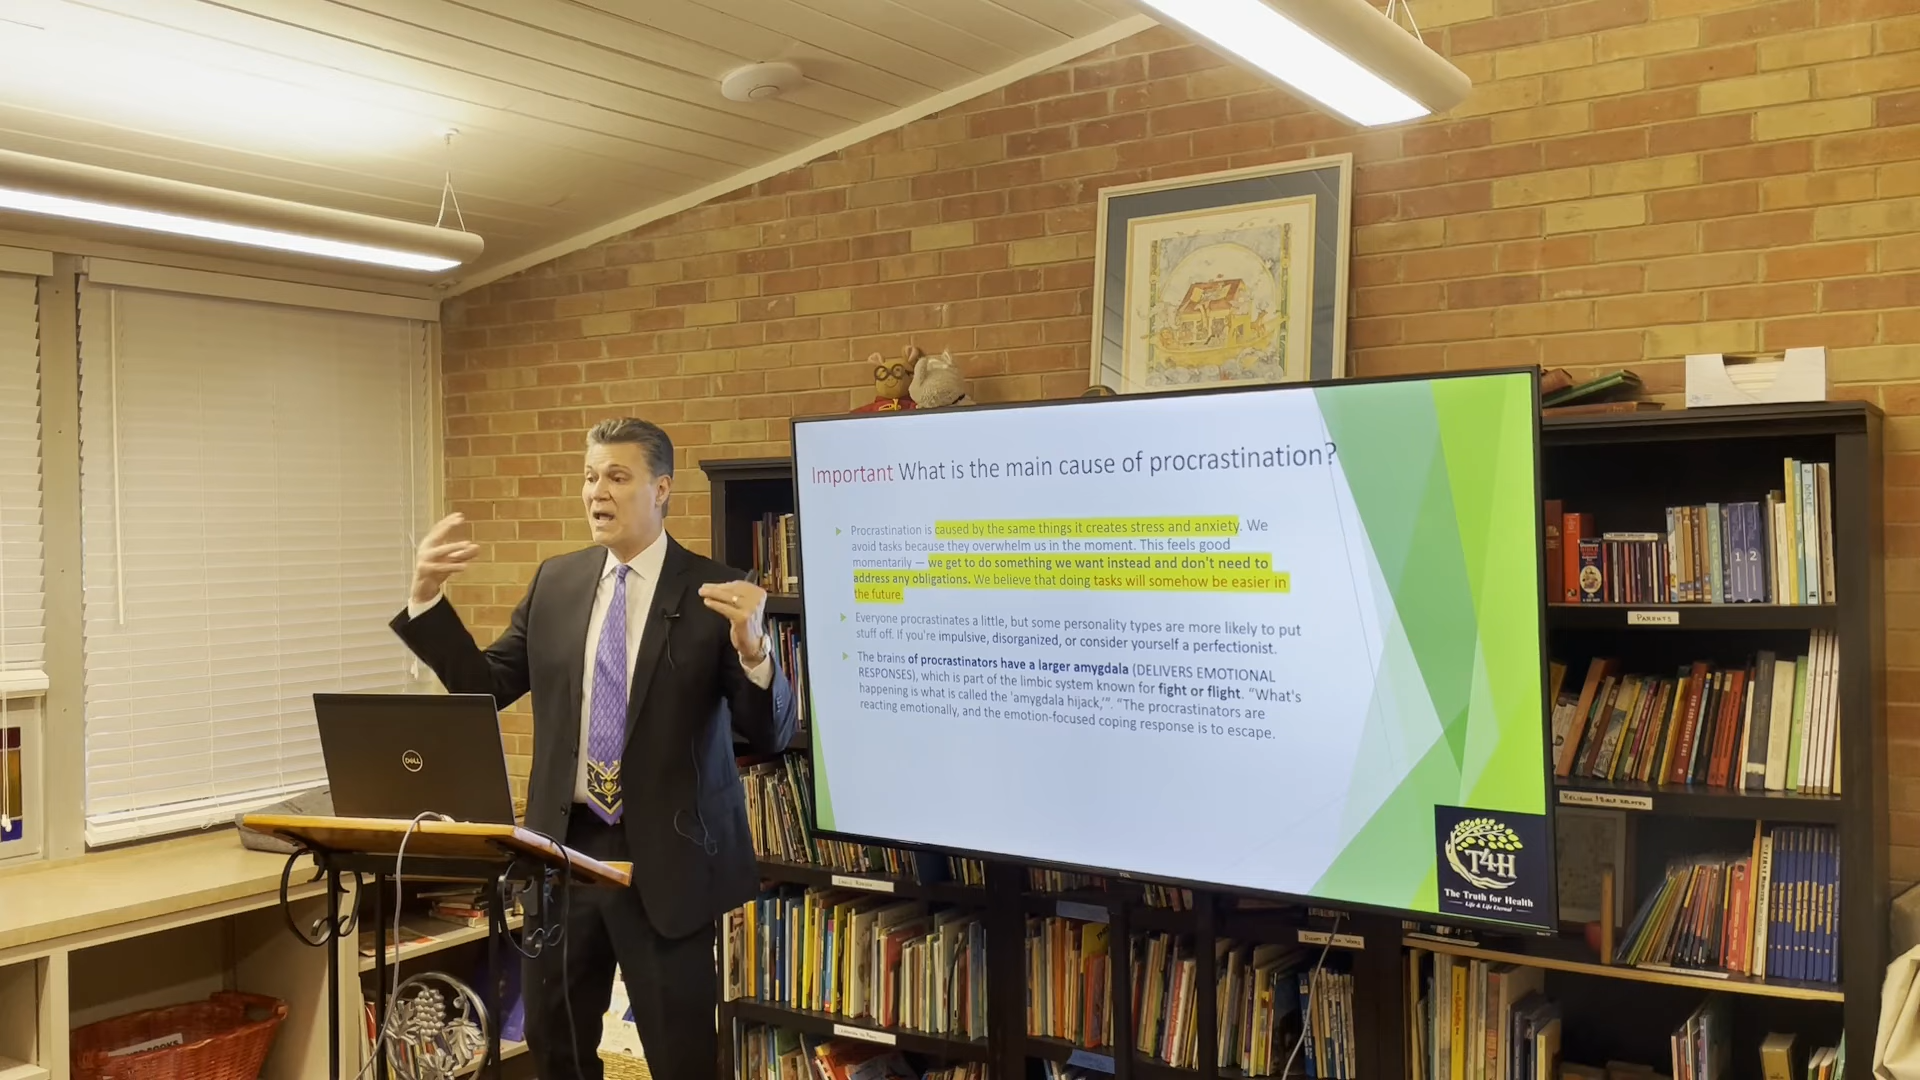 Important What is the main cause of procrastination?
Procrastination is caused by the same things it creates stress and anxiety. We
avoid tasks because they overwhelm us in the moment. This feels good
momentarily — we get to do something we want instead and don't need to
address any obligations. We believe that doing tasks will somehow be easier in
the future.
Everyone procrastinates a little, but some personality types are more likely to put
stuff off. If you're impulsive, disorganized, or consider yourself a perfectionist.
The brains of procrastinators have a larger amygdala (DELIVERS EMOTIONAL
RESPONSES), which is part of the limbic system known for fight or flight. "What's
happening is what is called the 'amygdala hijack,'". "The procrastinators are
reacting emotionally, and the emotion-focused coping response is to escape.
T4H
The Truth for Health
Life & Life Eternal
DELL
PARENTS
1 2
BOOKS